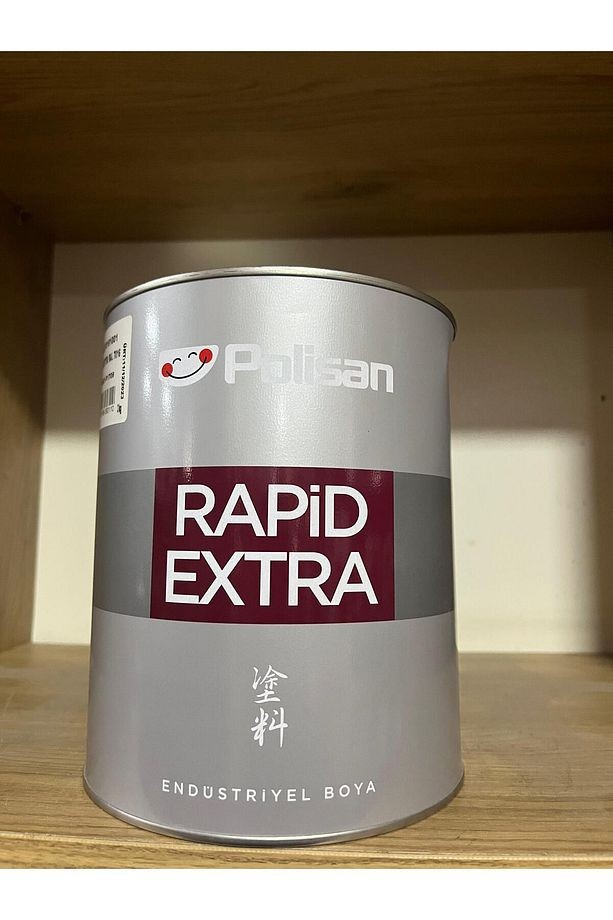 Polisan
RAPiD
EXTRA
塗
料
ENDÜSTRiYEL BOYA